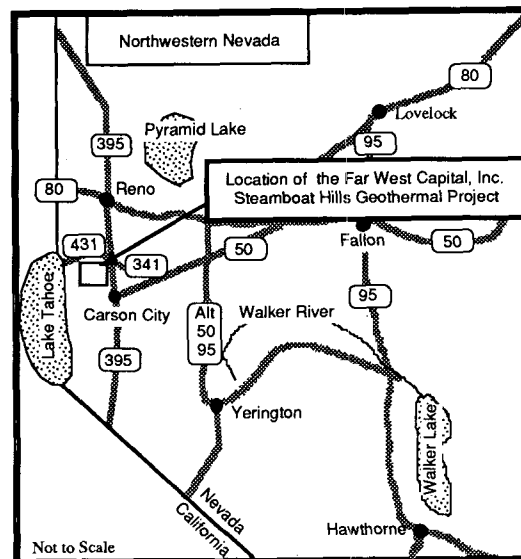 Northwestern Nevada
80
Lovelock
395
Pyramid Lake
95
80
Reno
Location of the Far West Capital, Inc.
Steamboat Hills Geothermal Project
Fallon
50
431
341
50
Lake Tahoe
Carson City
95
Alt
50
95
Walker River
395
Yerington
Walker Lake
Nevada
California
Hawthorne
Not to Scale